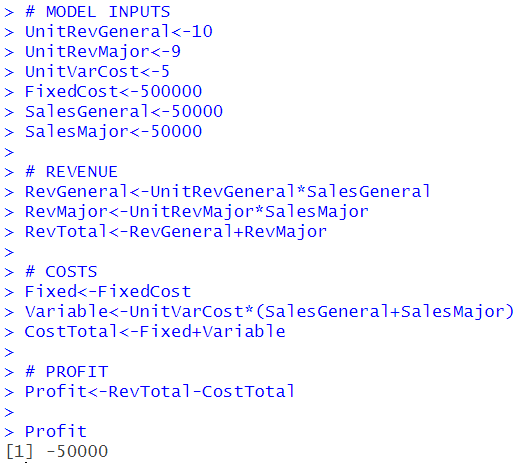 > # MODEL INPUTS
> UnitRevGeneral<-10
> UnitRevMajor<-9
> UnitVarCost<-5
> FixedCost<-500000
> SalesGeneral<-50000
> SalesMajor<-50000
>
> # REVENUE
> RevGeneral<-UnitRevGeneral*SalesGeneral
> RevMajor<-UnitRevMajor*SalesMajor
> RevTotal<-RevGeneral+RevMajor
>
> # COSTS
> Fixed<-FixedCost
> Variable<-UnitVarCost*(SalesGeneral+SalesMajor)
> CostTotal<-Fixed+Variable
>
> # PROFIT
> Profit<-RevTotal-CostTotal
>
> Profit
[1] -50000